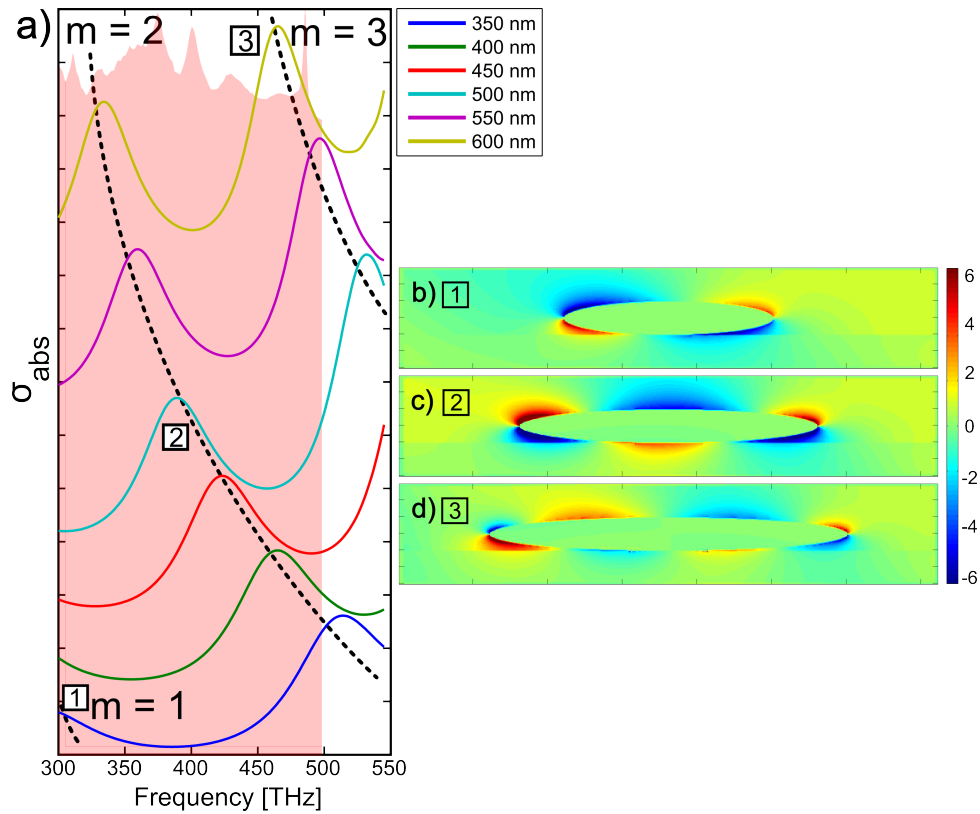 a)
m = 2
3
m = 3
350 nm
400 nm
450 nm
500 nm
550 nm
600 nm
σabs
2
1
m = 1
300 350 400 450 500 550
Frequency [THz]
b) 1
c) 2
d) 3
6
4
2
0
-2
-4
-6